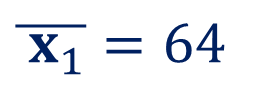 x̄₁ = 64